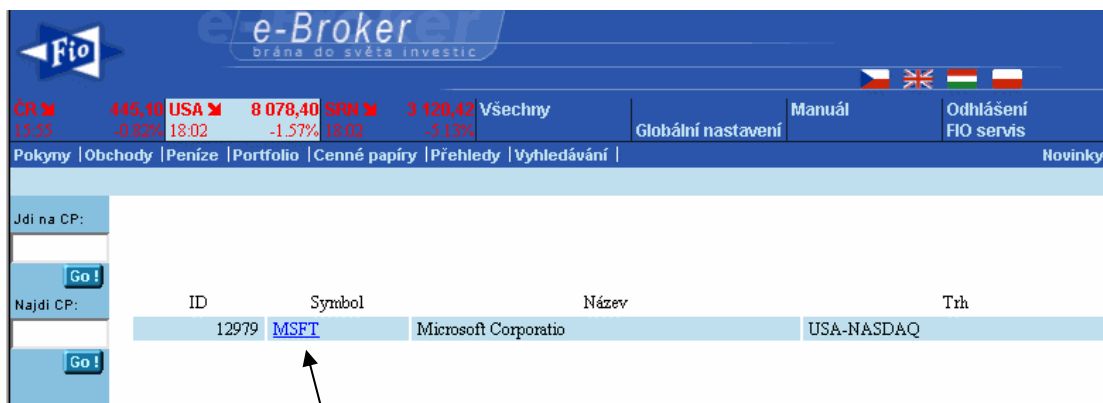 Fio
e-Broker
brána do světa investic
ČR 445,10 USA 8 078,40 SRN 3 120,42 Všechny Manuál Odhlášení
15:55 -0.82% 18:02 -1.57% 18:02 -5.13% Globální nastavení FIO servis
Pokyny | Obchody | Peníze | Portfolio | Cenné papíry | Přehledy | Vyhledávání | Novinky
Jdi na CP:
Go !
Najdi CP:
ID Symbol Název Trh
12979 MSFT Microsoft Corporatio USA-NASDAQ
Go !